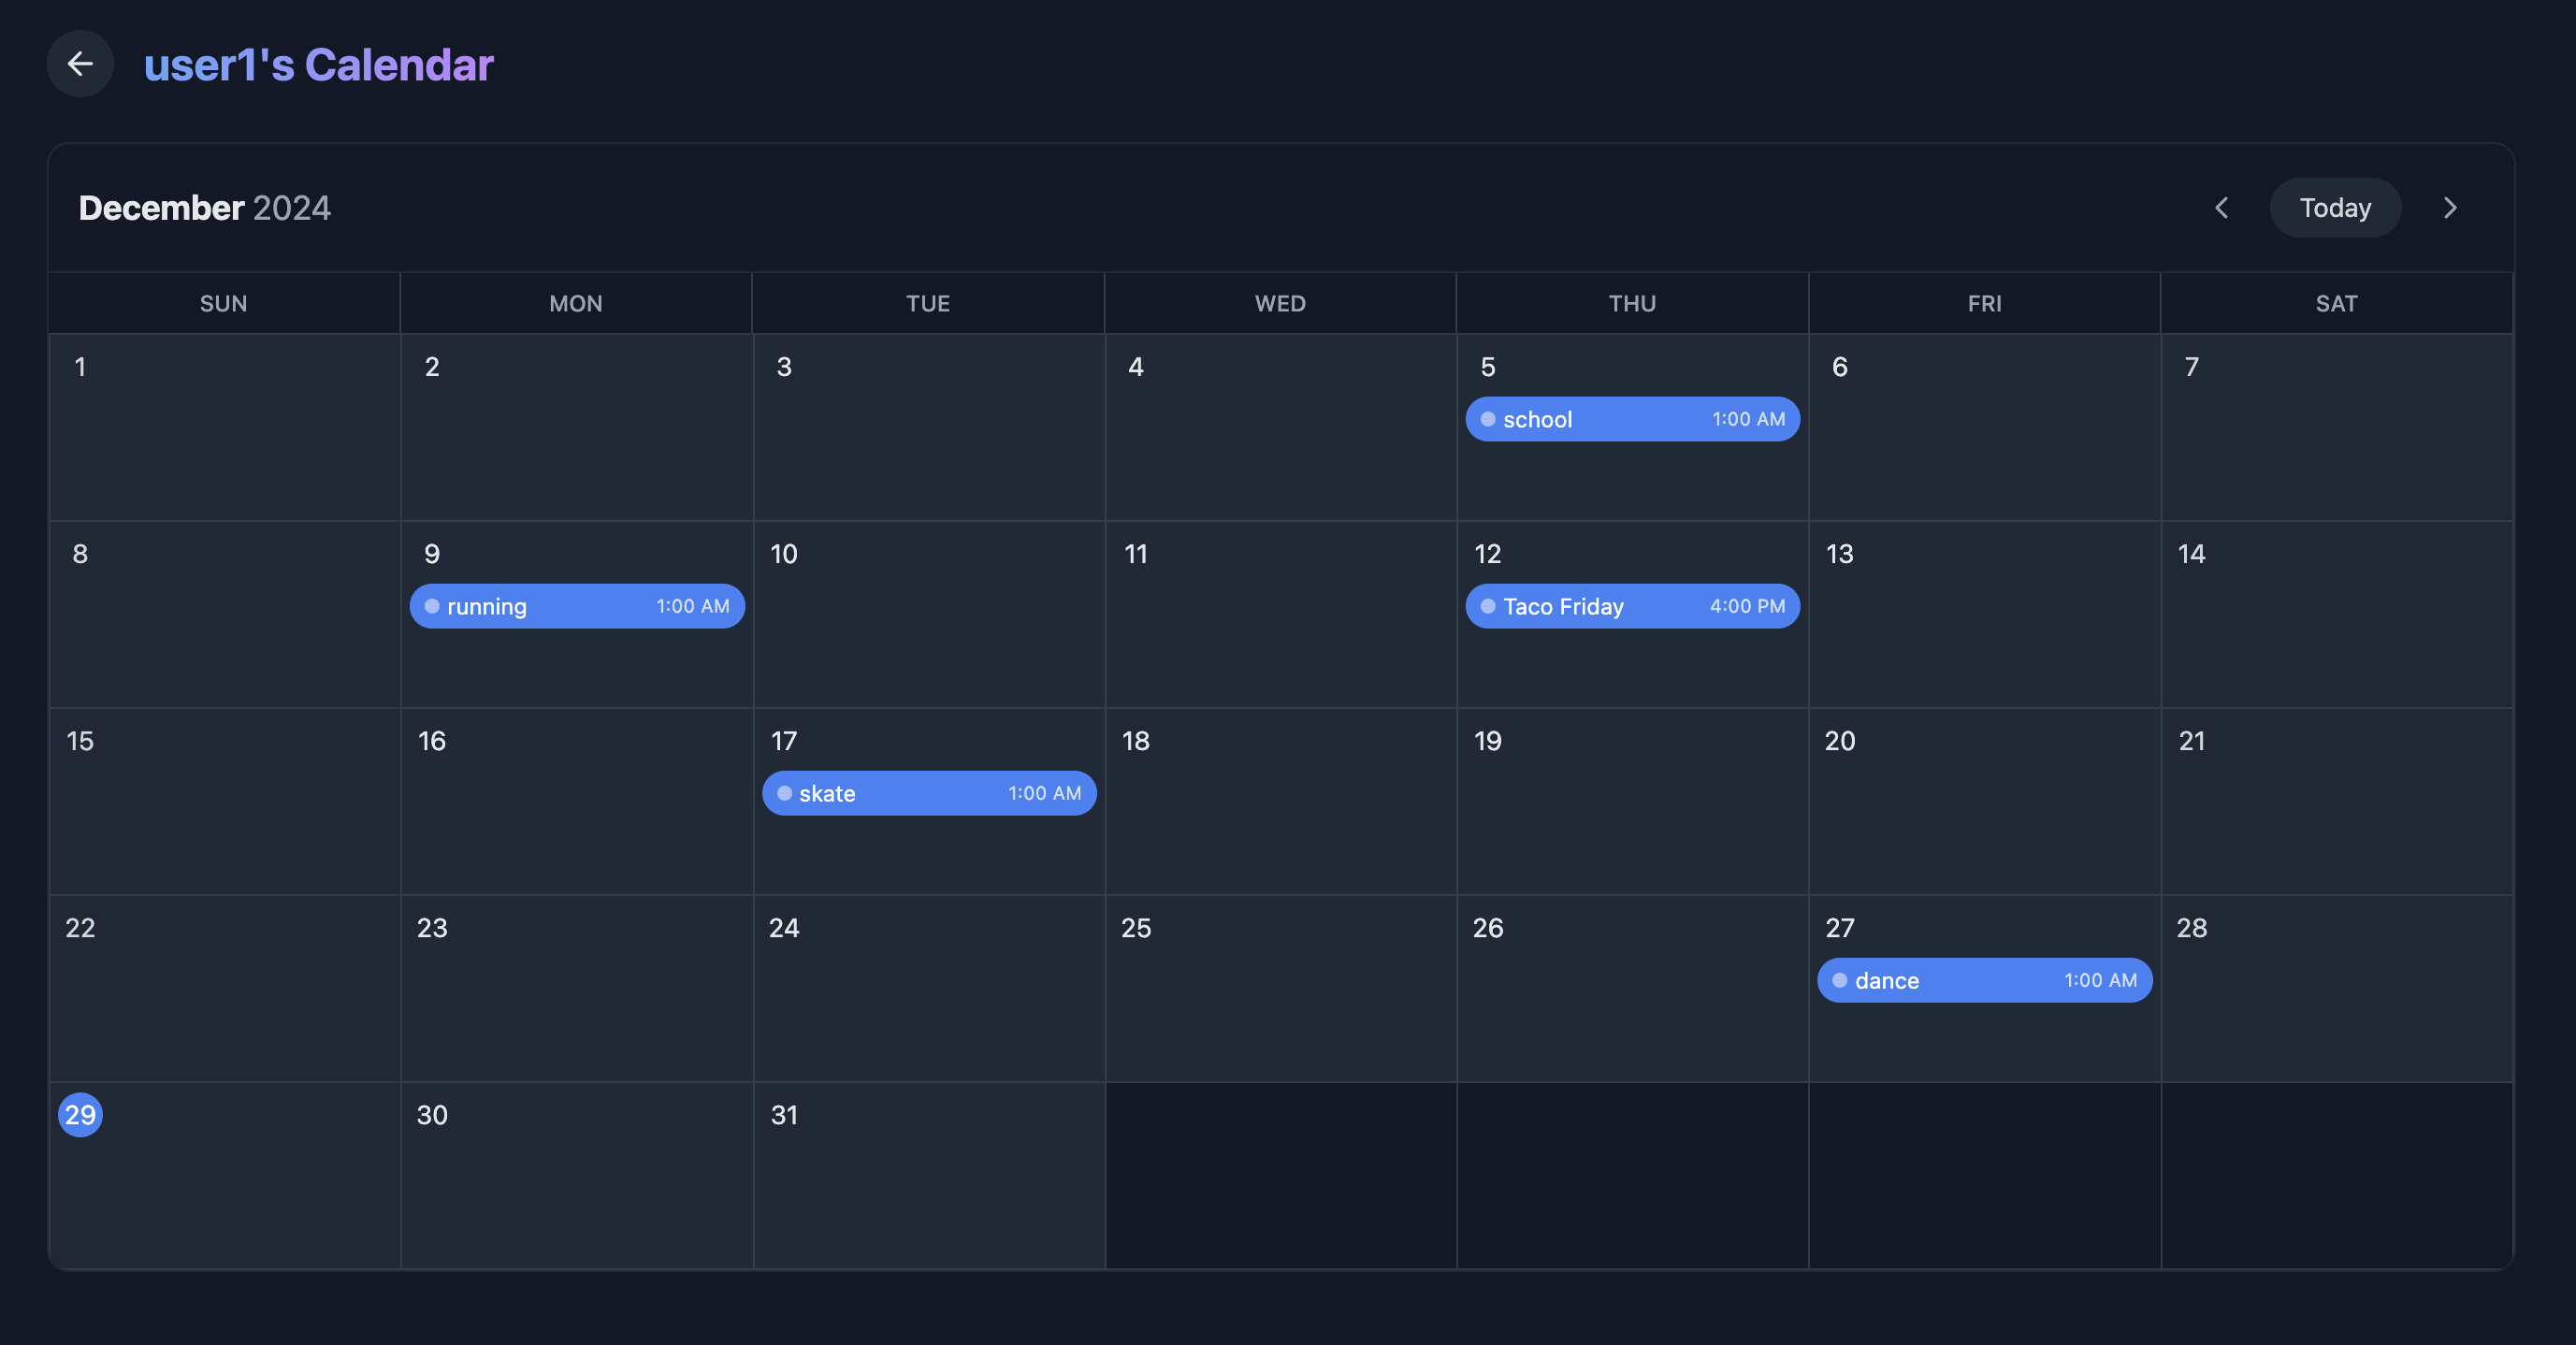 user1's Calendar
December 2024
Today
SUN MON TUE WED THU FRI SAT
1 2 3 4 5 6 7
school 1:00 AM
8 9 10 11 12 13 14
running 1:00 AM Taco Friday 4:00 PM
15 16 17 18 19 20 21
skate 1:00 AM
22 23 24 25 26 27 28
dance 1:00 AM
29 30 31